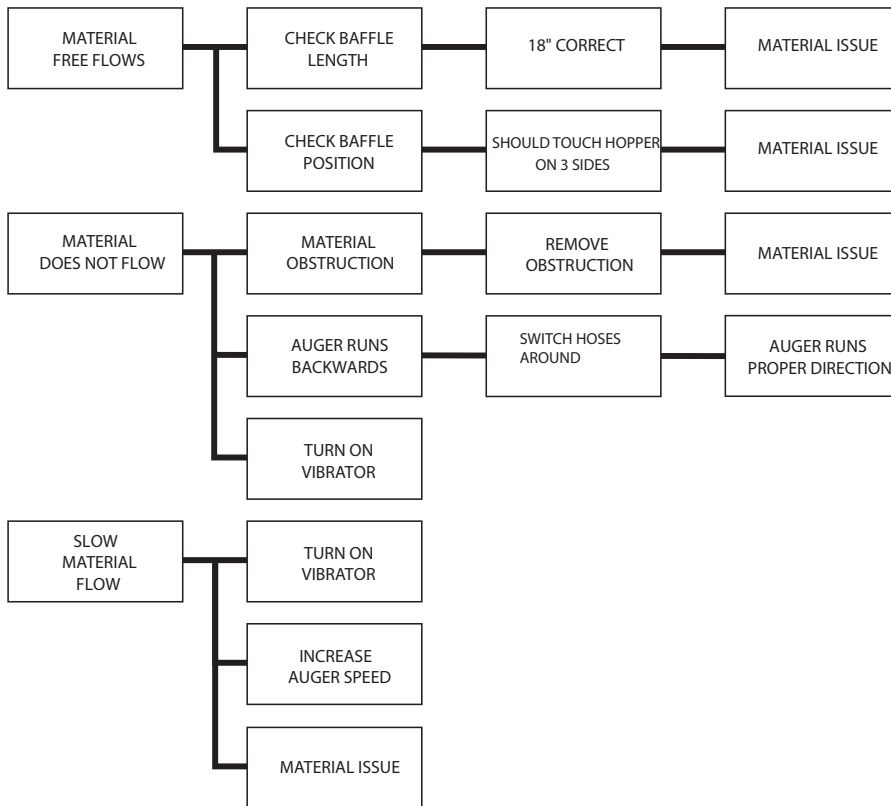 MATERIAL
FREE FLOWS
CHECK BAFFLE
LENGTH
18" CORRECT
MATERIAL ISSUE
CHECK BAFFLE
POSITION
SHOULD TOUCH HOPPER
ON 3 SIDES
MATERIAL ISSUE
MATERIAL
DOES NOT FLOW
MATERIAL
OBSTRUCTION
REMOVE
OBSTRUCTION
MATERIAL ISSUE
AUGER RUNS
BACKWARDS
SWITCH HOSES
AROUND
AUGER RUNS
PROPER DIRECTION
TURN ON
VIBRATOR
SLOW
MATERIAL
FLOW
TURN ON
VIBRATOR
INCREASE
AUGER SPEED
MATERIAL ISSUE